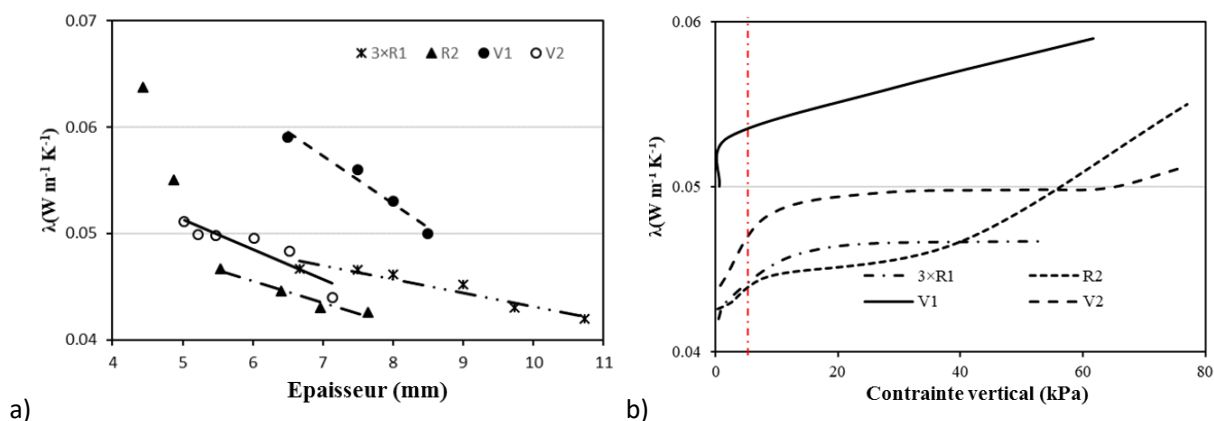 0.07
0.06
0.05
0.04
λ(W m⁻¹ K⁻¹)
3×R1 R2 V1 V2
4 5 6 7 8 9 10 11
Epaisseur (mm)
a)
0.06
0.05
0.04
λ(W m⁻¹ K⁻¹)
3×R1 R2
V1 V2
0 20 40 60 80
Contrainte vertical (kPa)
b)